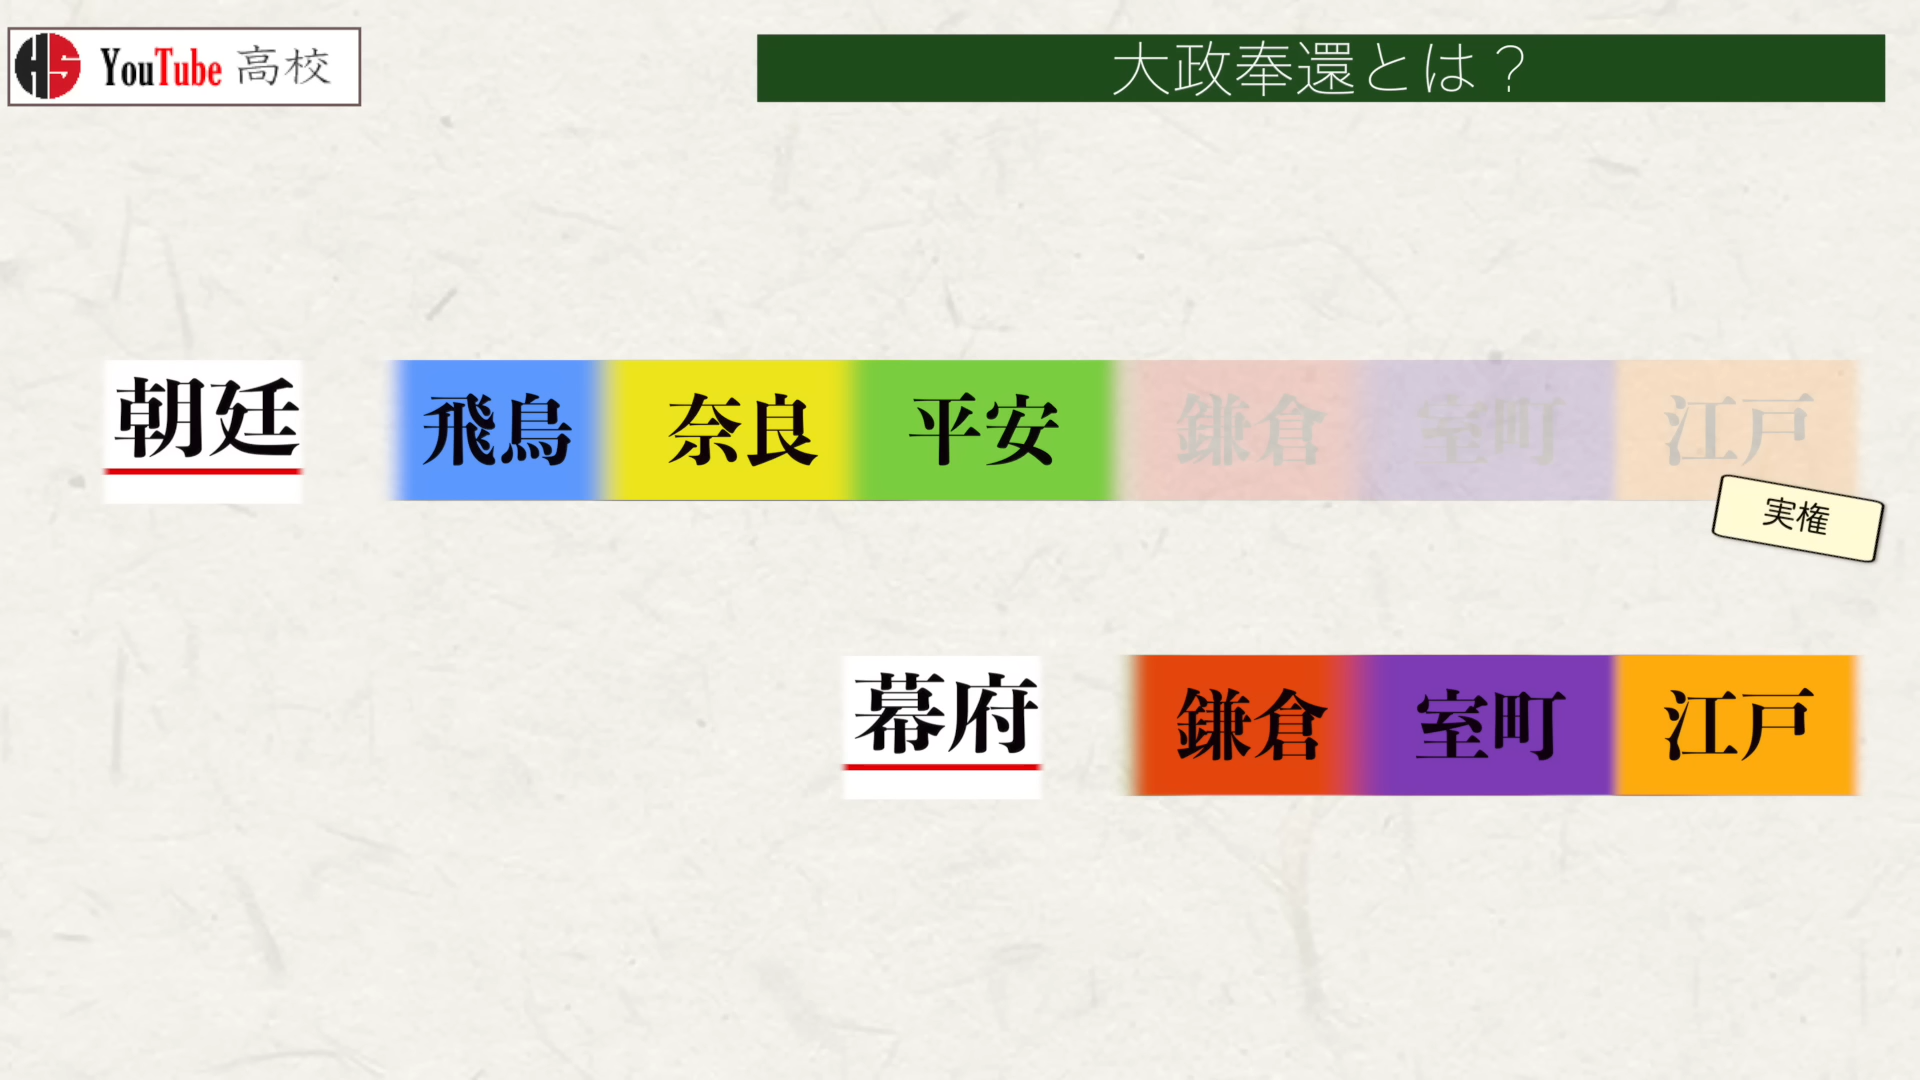 HS YouTube 高校
大政奉還とは？
朝廷 飛鳥 奈良 平安 鎌倉 室町 江戸
実権
幕府 鎌倉 室町 江戸